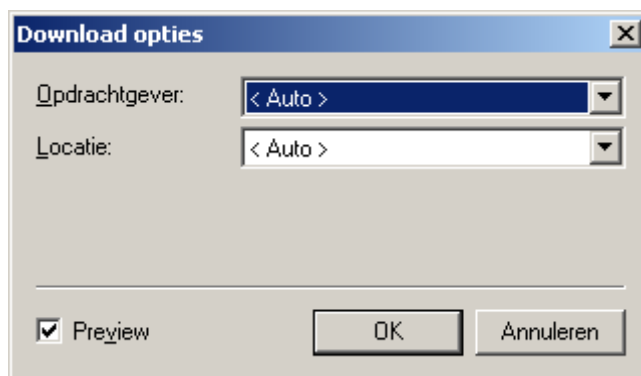 Download opties
Opdrachtgever: < Auto >
Locatie: < Auto >
Preview OK Annuleren